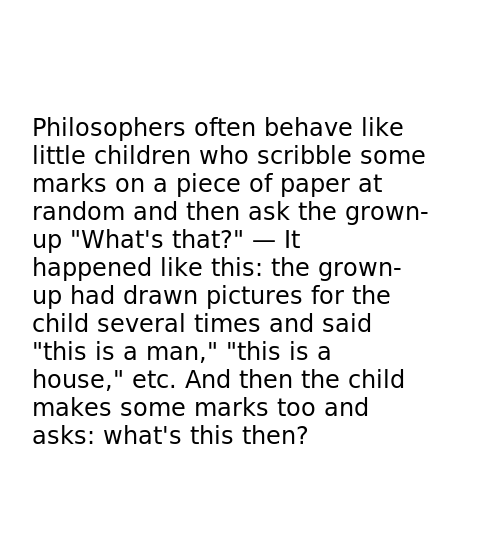 Philosophers often behave like
little children who scribble some
marks on a piece of paper at
random and then ask the grown-
up "What's that?" — It
happened like this: the grown-
up had drawn pictures for the
child several times and said
"this is a man," "this is a
house," etc. And then the child
makes some marks too and
asks: what's this then?